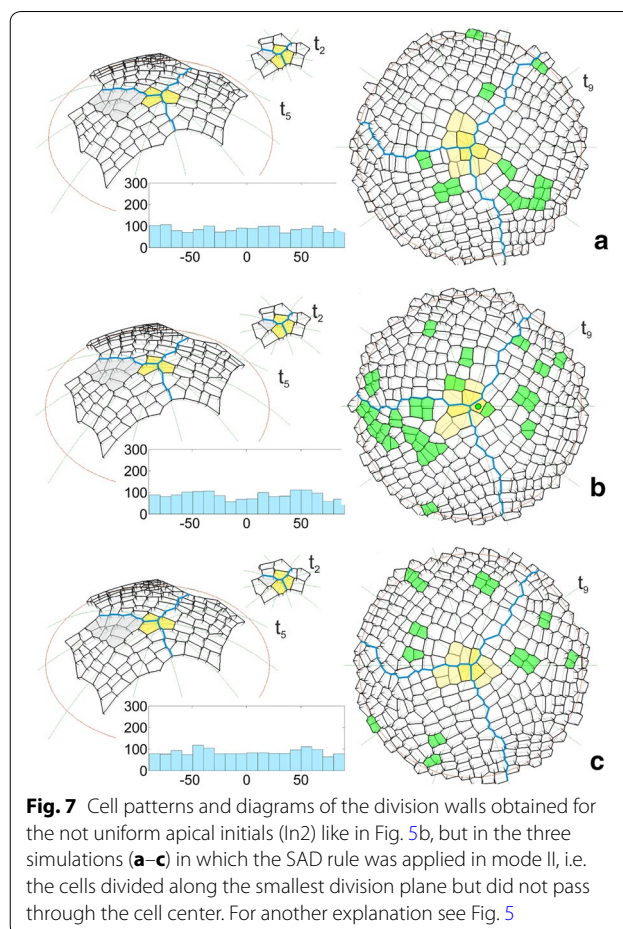 t2
t5
t9
300
200
100
0
-50 0 50
a
t2
t5
t9
300
200
100
0
-50 0 50
b
t2
t5
t9
300
200
100
0
-50 0 50
c
Fig. 7 Cell patterns and diagrams of the division walls obtained for
the not uniform apical initials (In2) like in Fig. 5b, but in the three
simulations (a–c) in which the SAD rule was applied in mode II, i.e.
the cells divided along the smallest division plane but did not pass
through the cell center. For another explanation see Fig. 5